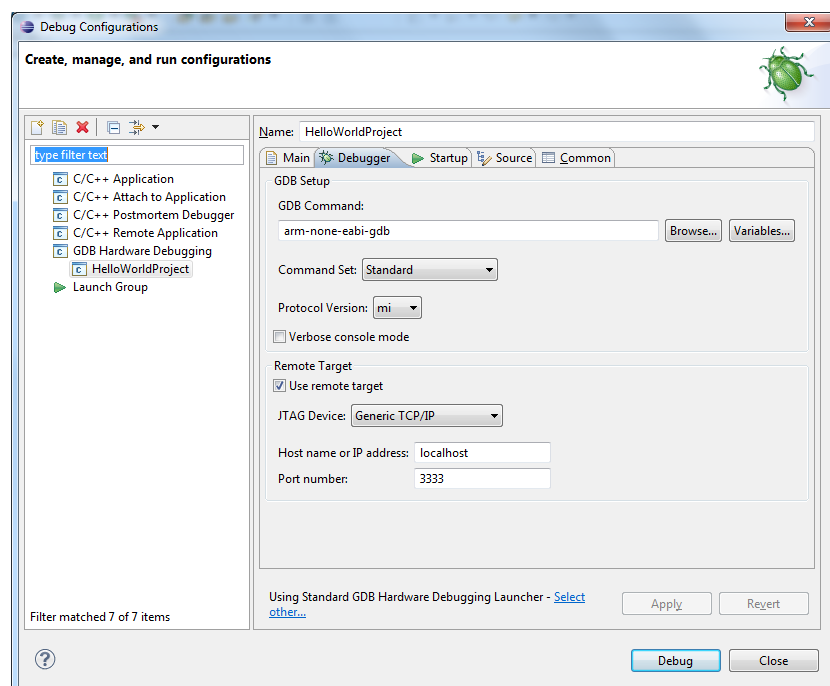 Debug Configurations
Create, manage, and run configurations
type filter text
C/C++ Application
C/C++ Attach to Application
C/C++ Postmortem Debugger
C/C++ Remote Application
GDB Hardware Debugging
HelloWorldProject
Launch Group
Filter matched 7 of 7 items
Name: HelloWorldProject
Main Debugger Startup Source Common
GDB Setup
GDB Command:
arm-none-eabi-gdb Browse... Variables...
Command Set: Standard
Protocol Version: mi
Verbose console mode
Remote Target
Use remote target
JTAG Device: Generic TCP/IP
Host name or IP address: localhost
Port number: 3333
Using Standard GDB Hardware Debugging Launcher - Select
other...
Apply Revert
Debug Close